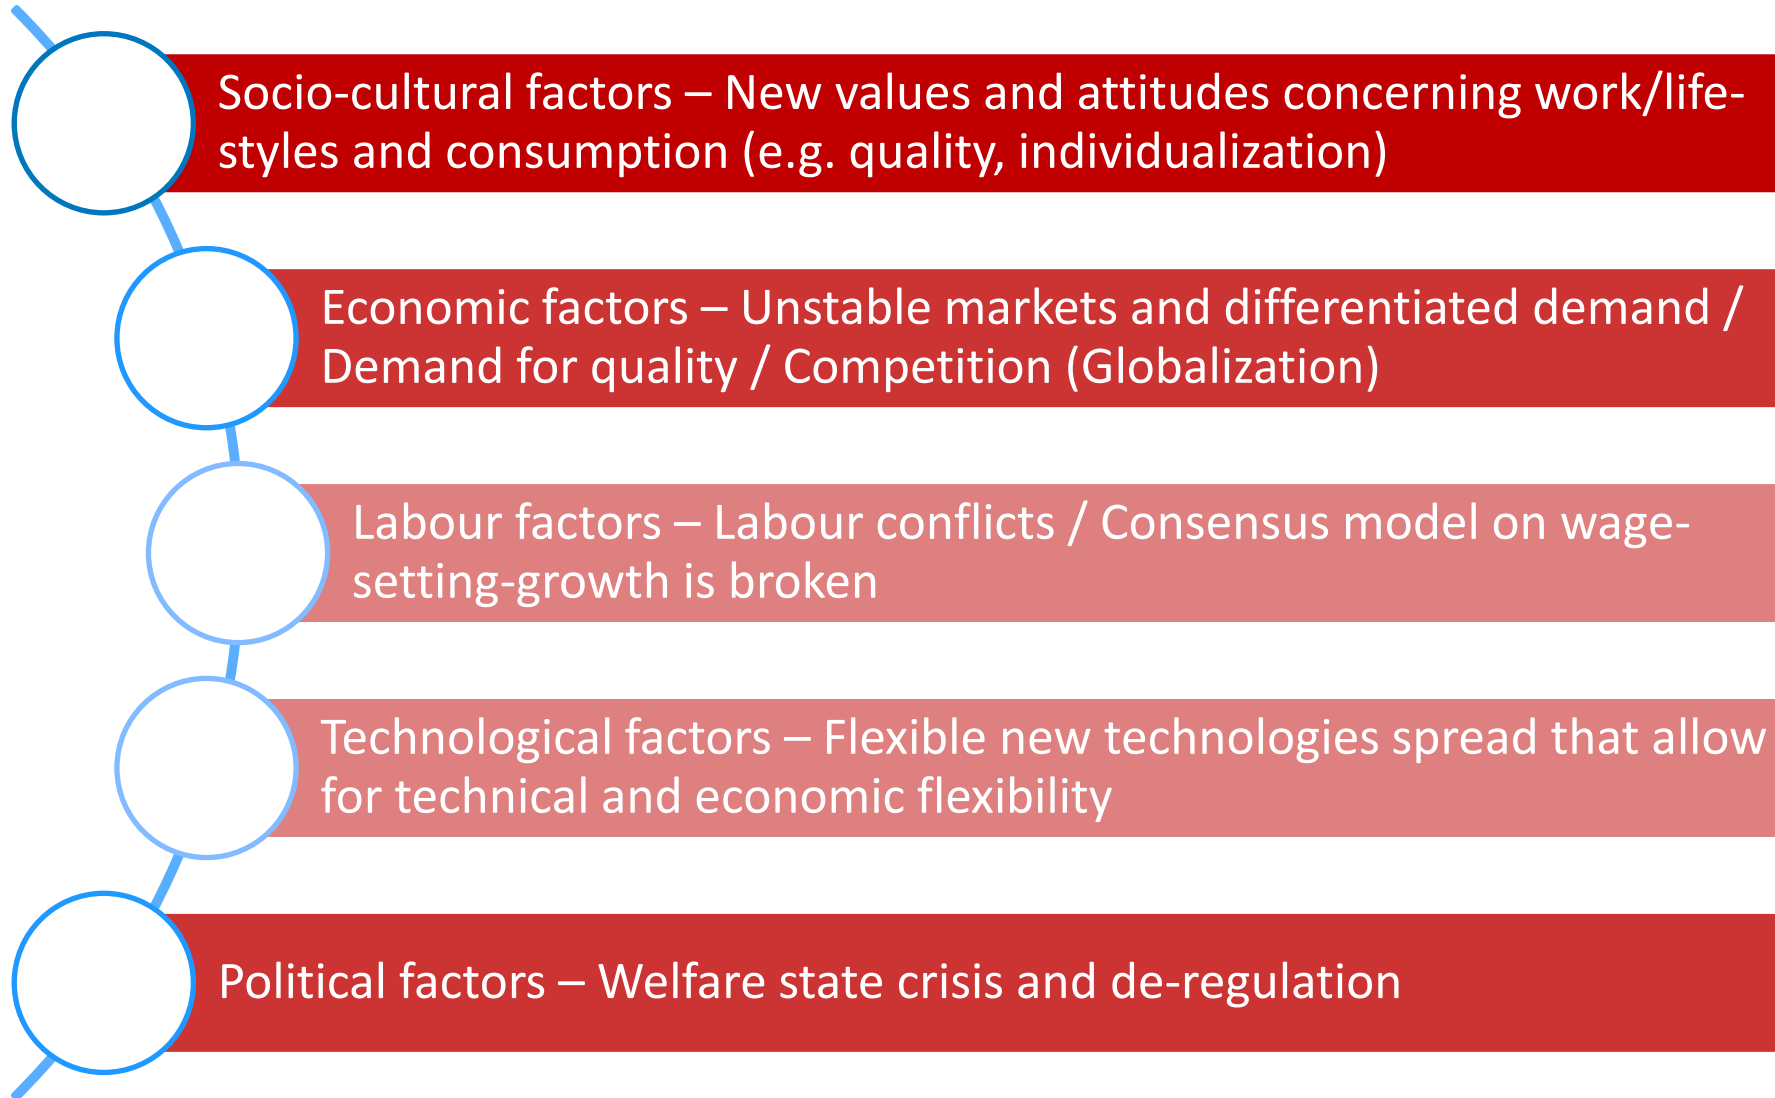 Socio-cultural factors – New values and attitudes concerning work/life-
styles and consumption (e.g. quality, individualization)
Economic factors – Unstable markets and differentiated demand /
Demand for quality / Competition (Globalization)
Labour factors – Labour conflicts / Consensus model on wage-
setting-growth is broken
Technological factors – Flexible new technologies spread that allow
for technical and economic flexibility
Political factors – Welfare state crisis and de-regulation